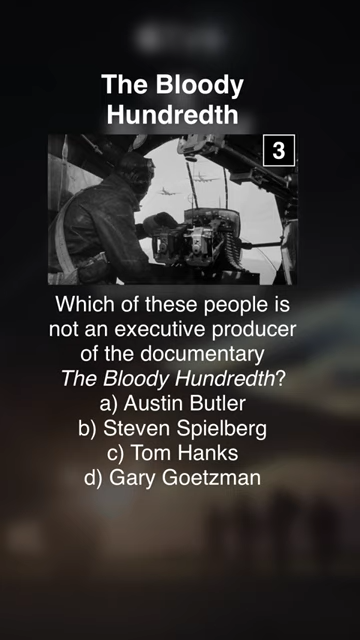 The Bloody
Hundredth
3
Which of these people is
not an executive producer
of the documentary
The Bloody Hundredth?
a) Austin Butler
b) Steven Spielberg
c) Tom Hanks
d) Gary Goetzman